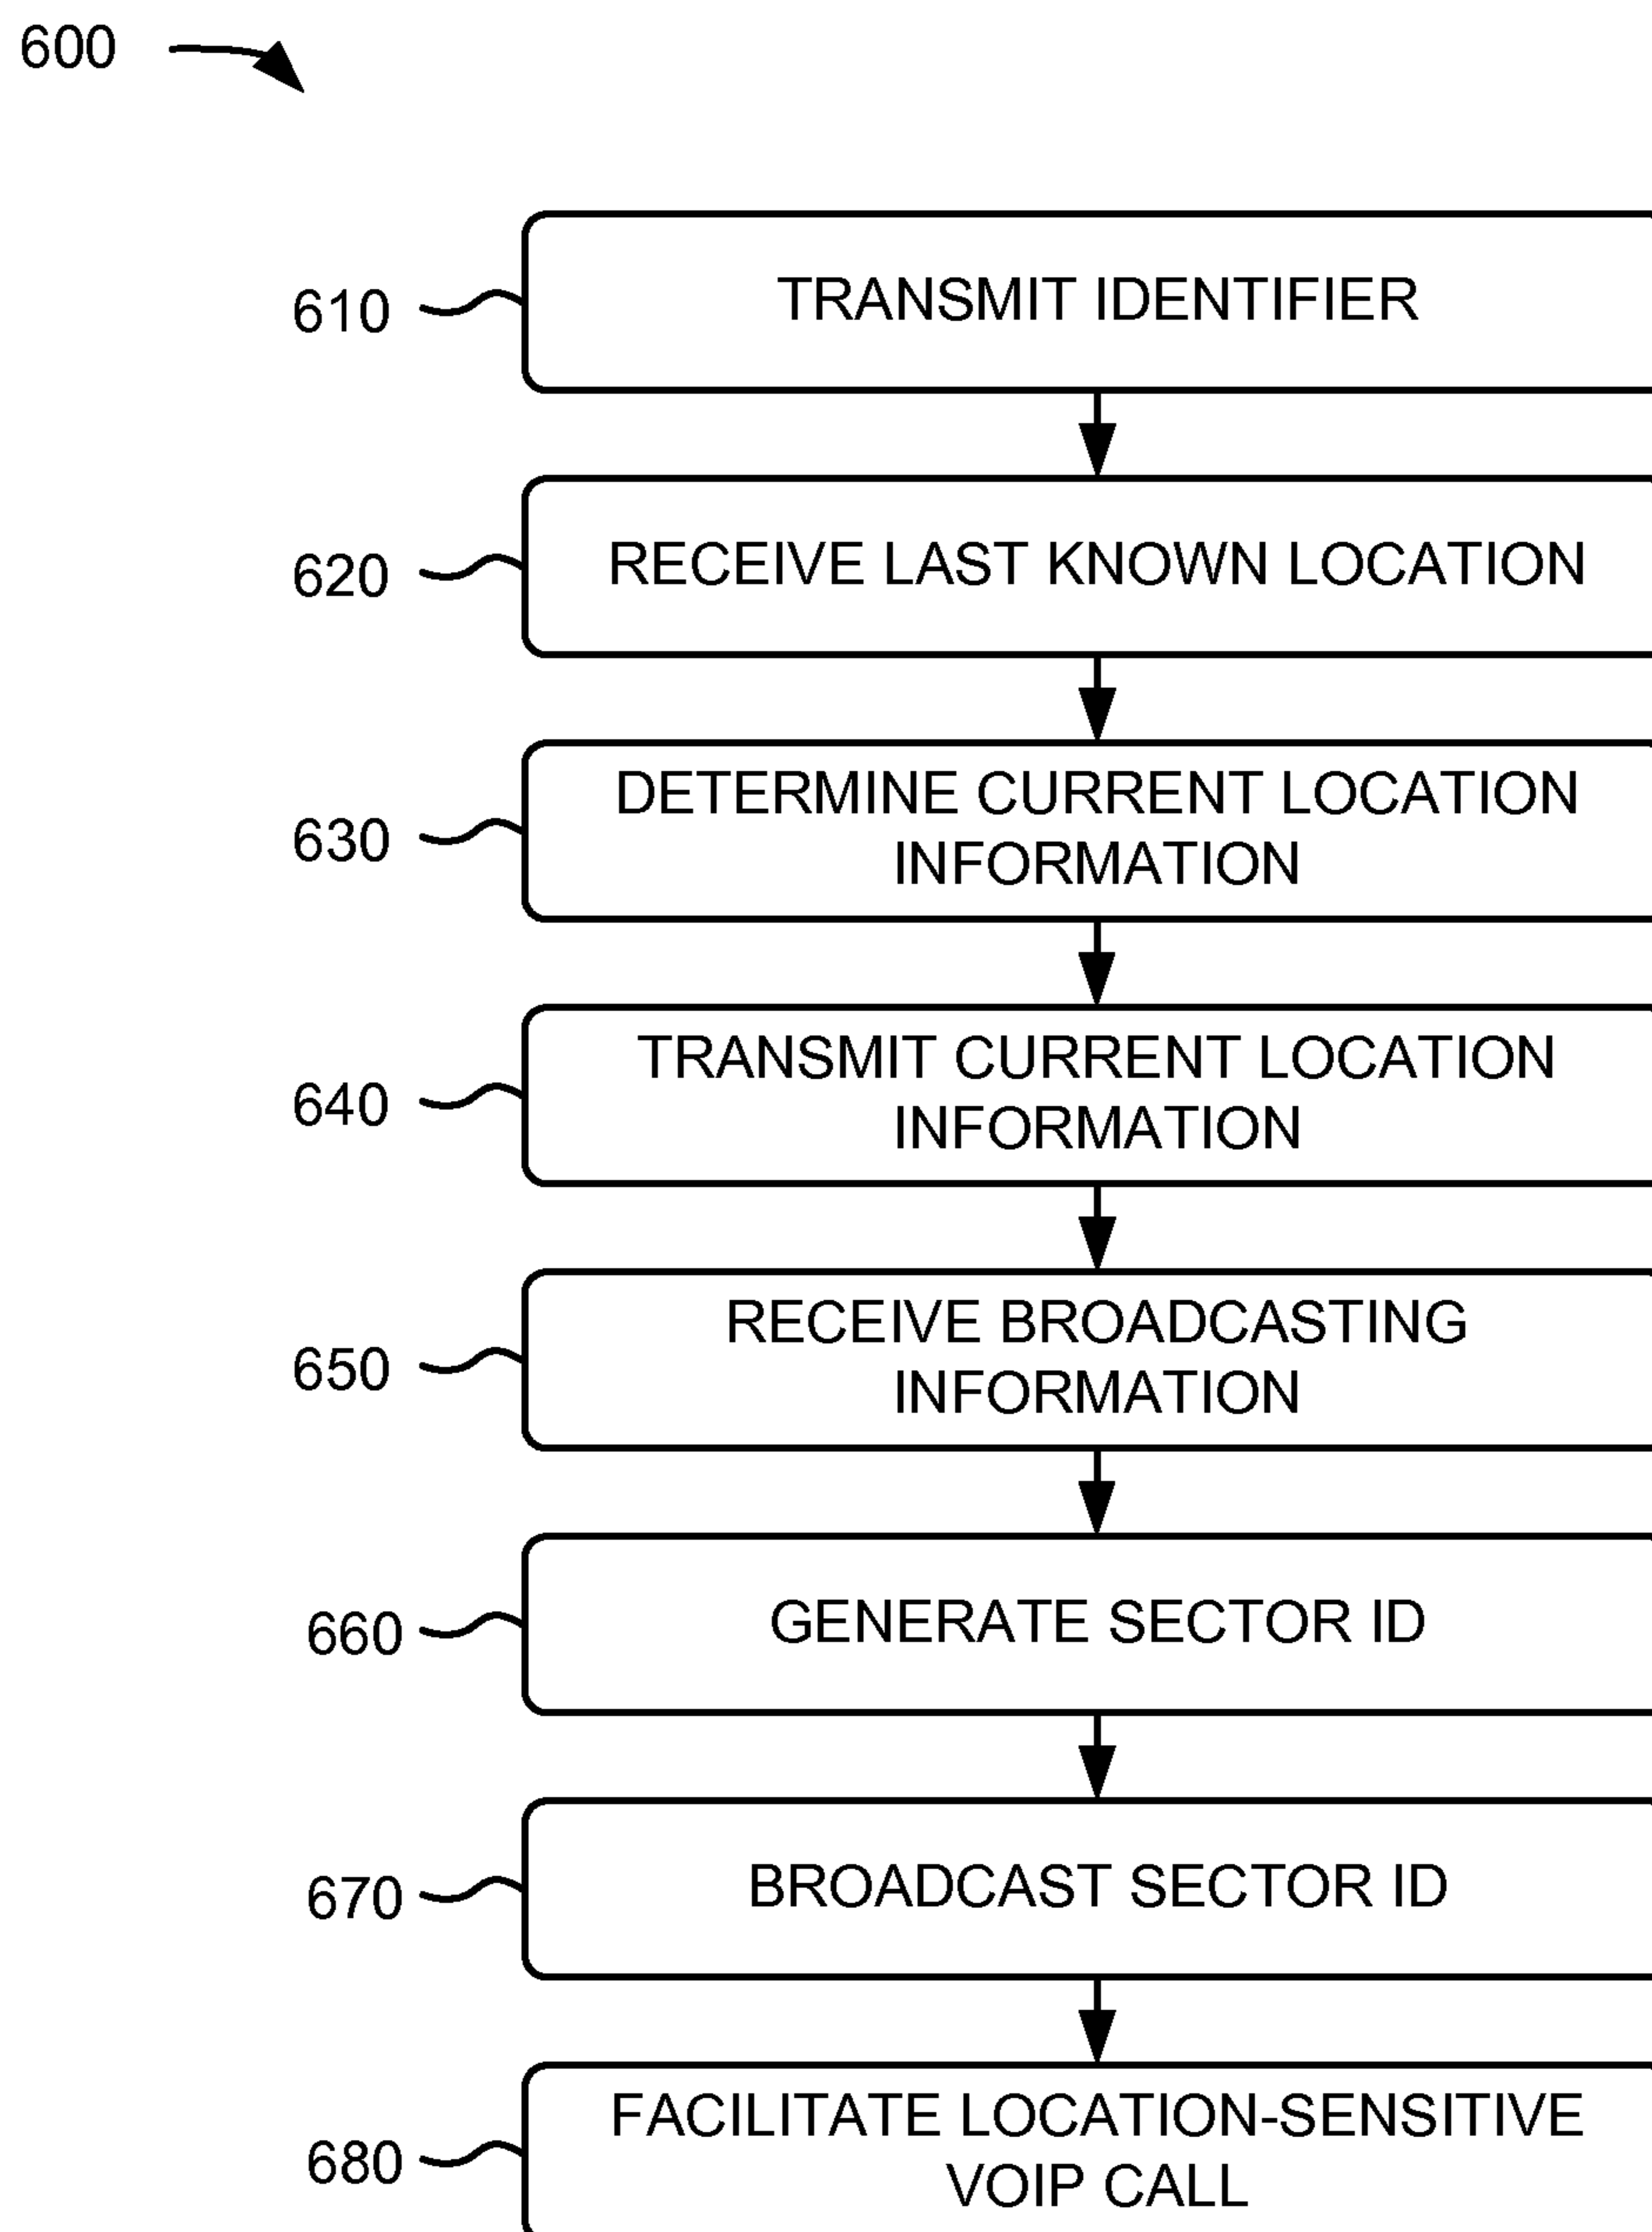 600
610
TRANSMIT IDENTIFIER
620
RECEIVE LAST KNOWN LOCATION
630
DETERMINE CURRENT LOCATION
INFORMATION
640
TRANSMIT CURRENT LOCATION
INFORMATION
650
RECEIVE BROADCASTING
INFORMATION
660
GENERATE SECTOR ID
670
BROADCAST SECTOR ID
680
FACILITATE LOCATION-SENSITIVE
VOIP CALL